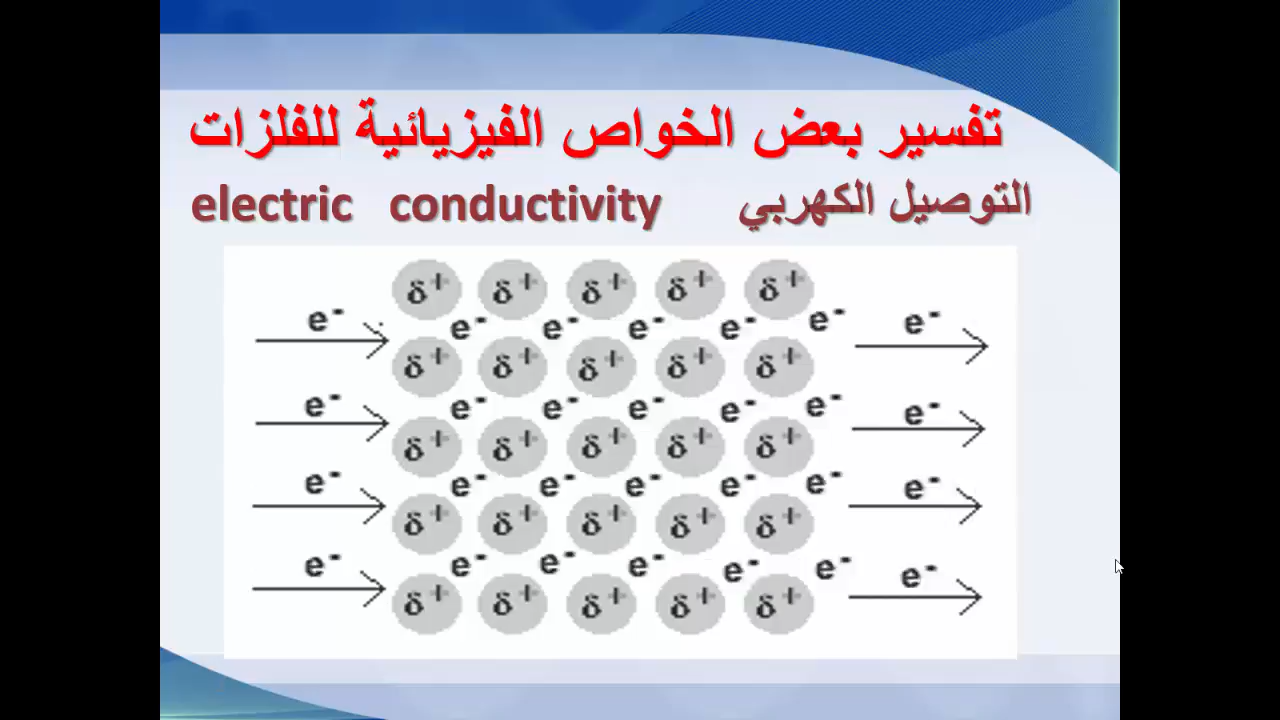 تفسير بعض الخواص الفيزيائية للفلزات
التوصيل الكهربي electric conductivity
δ+ δ+ δ+ δ+ δ+
e- e- e- e- e- e- e-
δ+ δ+ δ+ δ+ δ+
e- e- e- e- e- e- e-
δ+ δ+ δ+ δ+ δ+
e- e- e- e- e- e- e-
δ+ δ+ δ+ δ+ δ+
e- e- e- e- e- e- e-
δ+ δ+ δ+ δ+ δ+